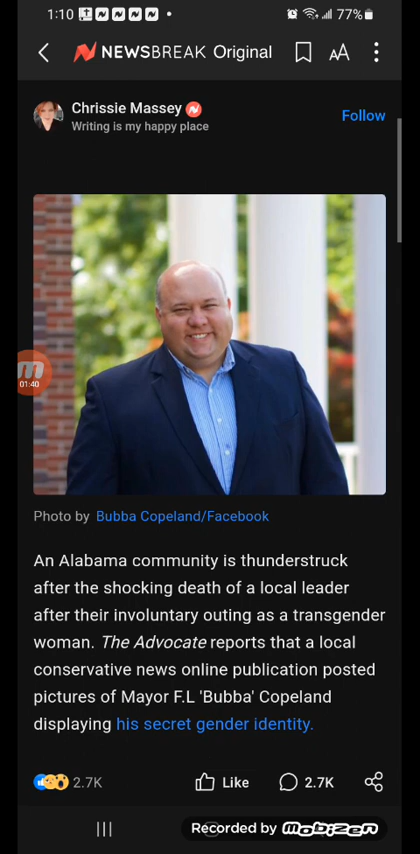 1:10
77%
NEWSBREAK Original
AA
Chrissie Massey
Writing is my happy place
Follow
01:40
Photo by Bubba Copeland/Facebook
An Alabama community is thunderstruck
after the shocking death of a local leader
after their involuntary outing as a transgender
woman. The Advocate reports that a local
conservative news online publication posted
pictures of Mayor F.L 'Bubba' Copeland
displaying his secret gender identity.
2.7K
Like
2.7K
Recorded by mobizen